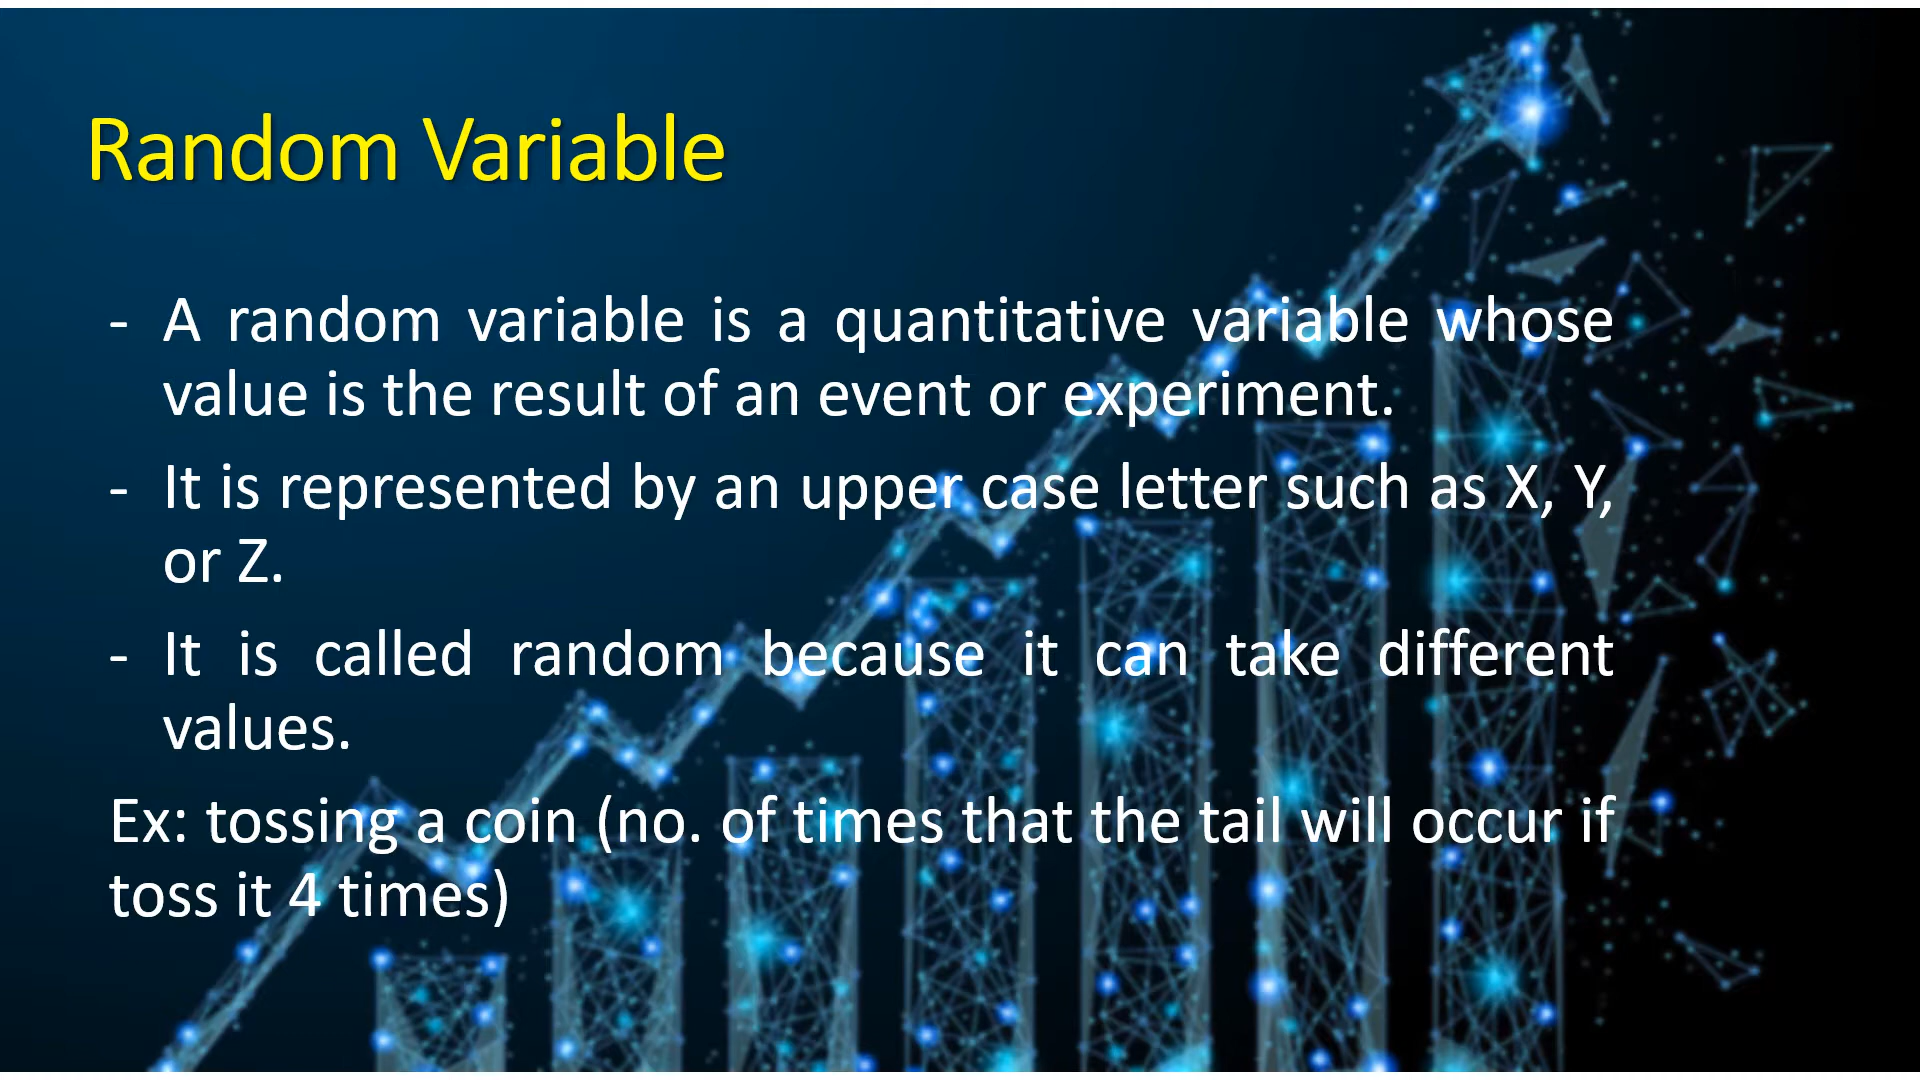 Random Variable
- A random variable is a quantitative variable whose
value is the result of an event or experiment.
- It is represented by an upper case letter such as X, Y,
or Z.
- It is called random because it can take different
values.
Ex: tossing a coin (no. of times that the tail will occur if
toss it 4 times)